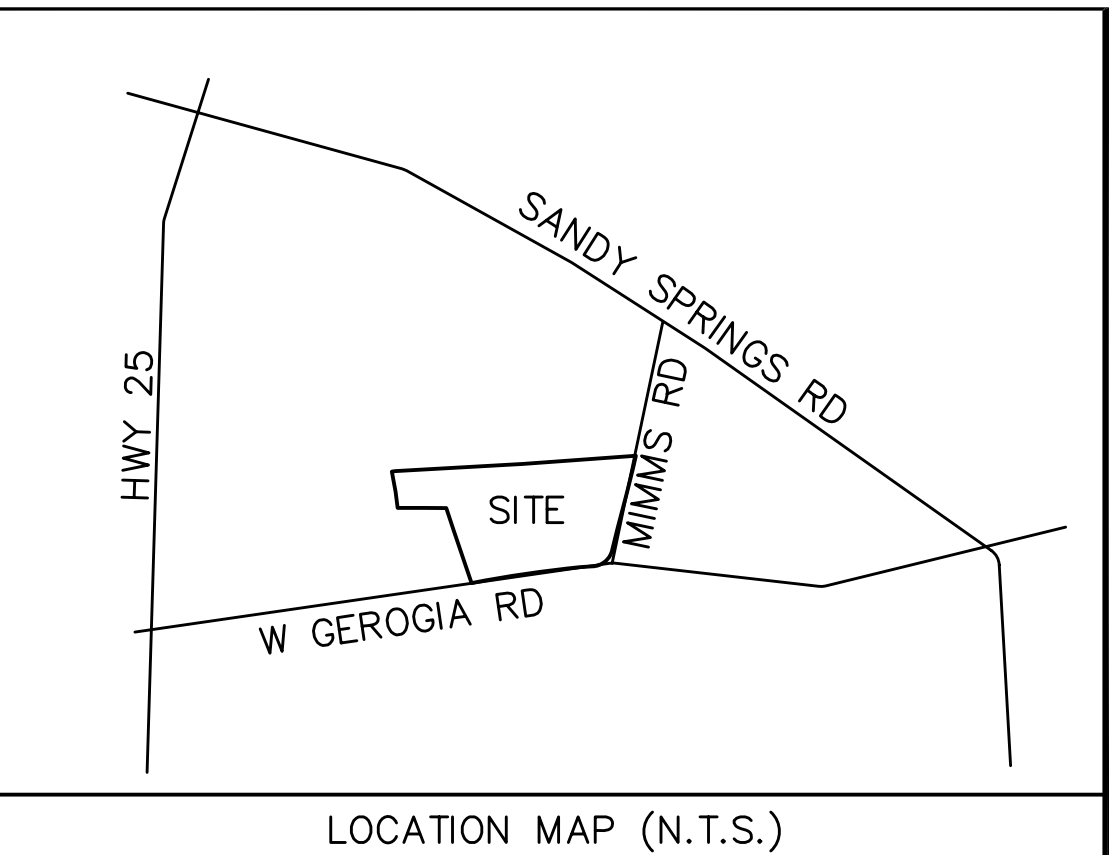 SANDY SPRINGS RD
HWY 25
MIMMS RD
SITE
W GEROGIA RD
LOCATION MAP (N.T.S.)